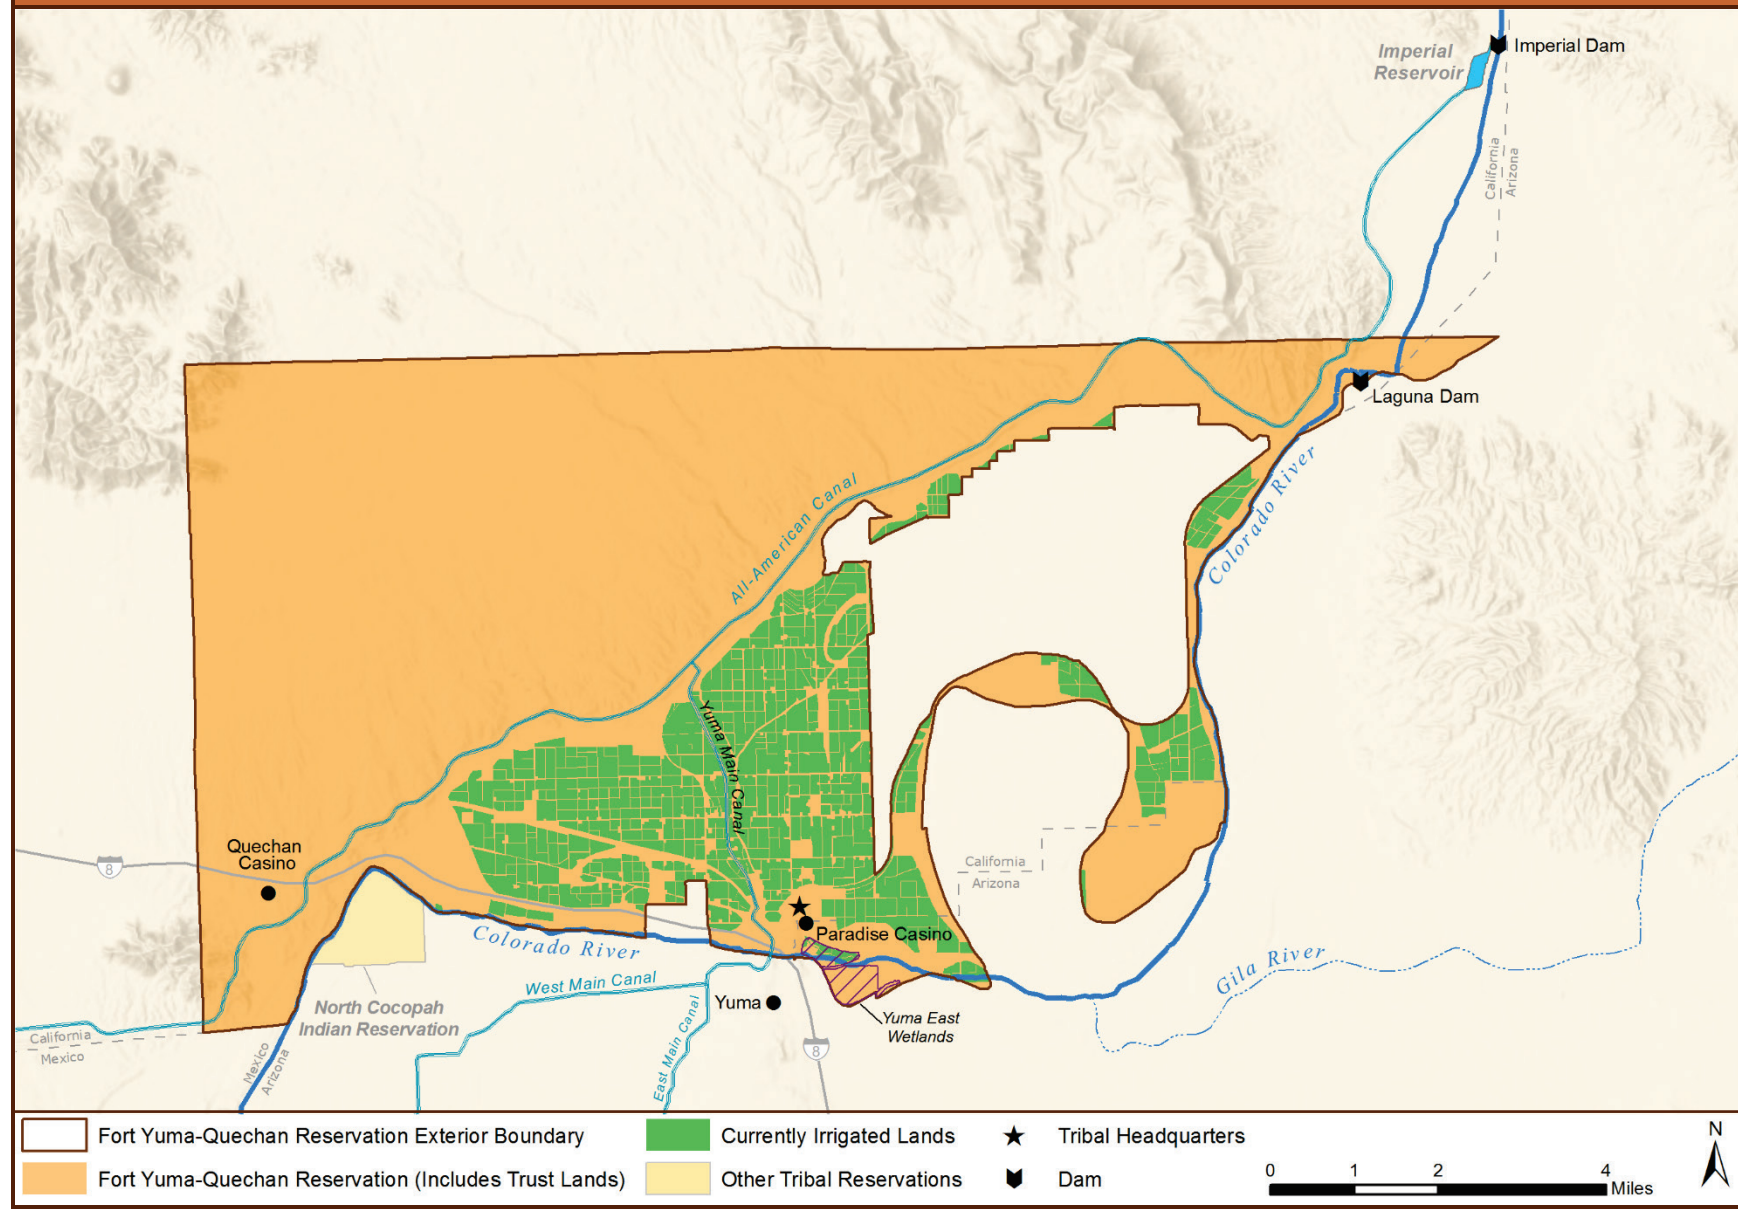 Imperial
Reservoir
Imperial Dam
California
Arizona
Laguna Dam
All-American Canal
Colorado River
Yuma Main Canal
Quechan
Casino
8
California
Arizona
Paradise Casino
Colorado River
Gila River
West Main Canal
North Cocopah
Indian Reservation
Yuma
Yuma East
Wetlands
East Main Canal
8
California
Mexico
Mexico
Arizona
Fort Yuma-Quechan Reservation Exterior Boundary
Currently Irrigated Lands
Tribal Headquarters
Fort Yuma-Quechan Reservation (Includes Trust Lands)
Other Tribal Reservations
Dam
0 1 2 4
Miles
N